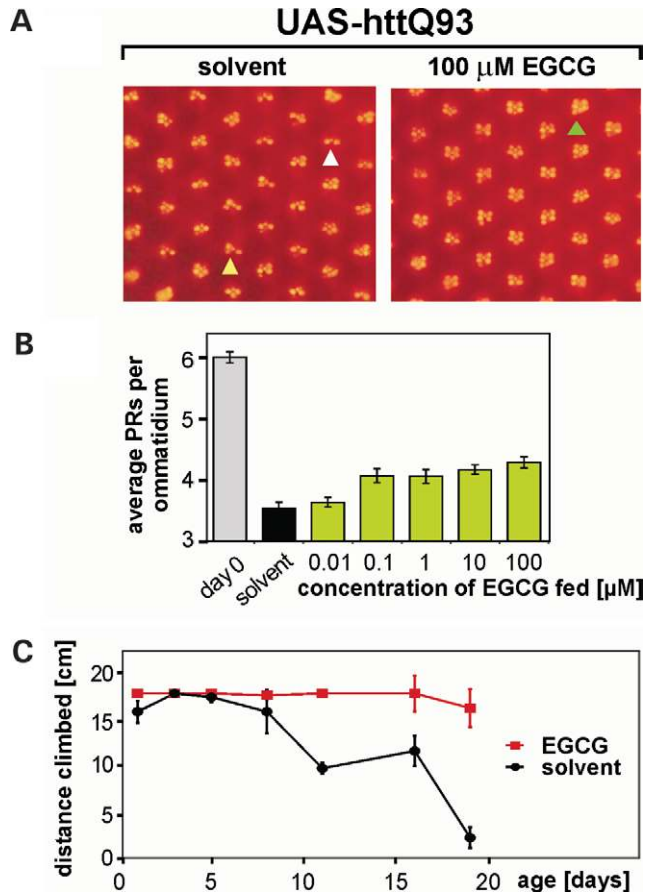 A
UAS-httQ93
solvent 100 μM EGCG
B
average PRs per
ommatidium
6
5
4
3
day 0 solvent 0.01 0.1 1 10 100
concentration of EGCG fed [μM]
C
distance climbed [cm]
20
15
10
5
0
EGCG
solvent
0 5 10 15 20 age [days]